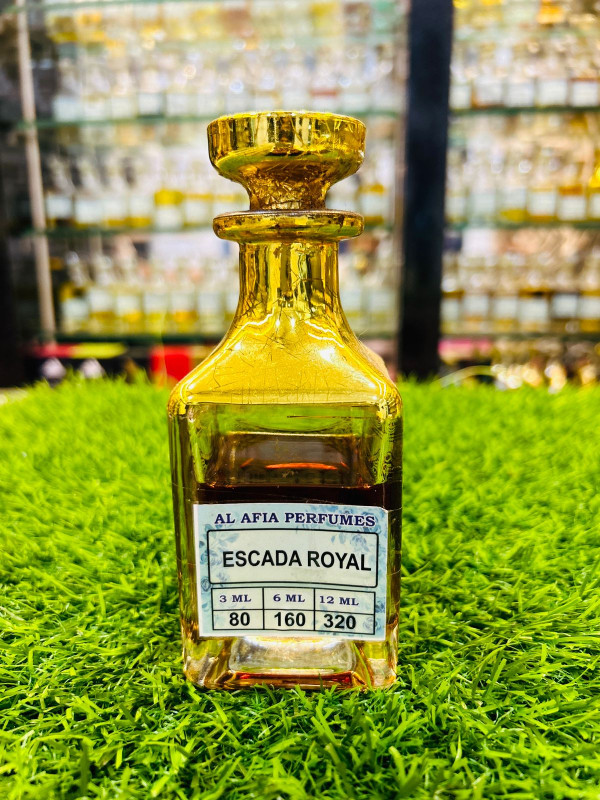 AL AFIA PERFUMES
ESCADA ROYAL
3 ML 6 ML 12 ML
80 160 320